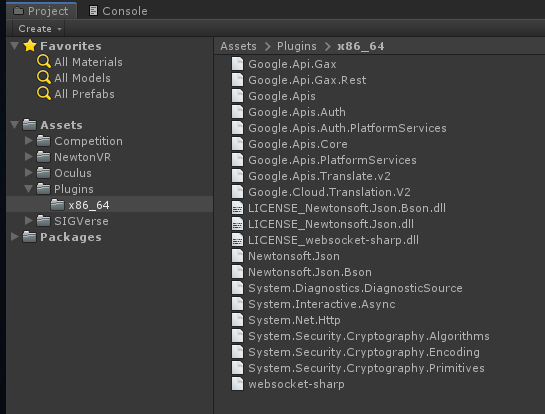 Project
Console
Create
Favorites
All Materials
All Models
All Prefabs
Assets
Competition
NewtonVR
Oculus
Plugins
x86_64
SIGVerse
Packages
Assets > Plugins > x86_64
Google.Api.Gax
Google.Api.Gax.Rest
Google.Apis
Google.Apis.Auth
Google.Apis.Auth.PlatformServices
Google.Apis.Core
Google.Apis.PlatformServices
Google.Apis.Translate.v2
Google.Cloud.Translation.V2
LICENSE_Newtonsoft.Json.Bson.dll
LICENSE_Newtonsoft.Json.dll
LICENSE_websocket-sharp.dll
Newtonsoft.Json
Newtonsoft.Json.Bson
System.Diagnostics.DiagnosticSource
System.Interactive.Async
System.Net.Http
System.Security.Cryptography.Algorithms
System.Security.Cryptography.Encoding
System.Security.Cryptography.Primitives
websocket-sharp